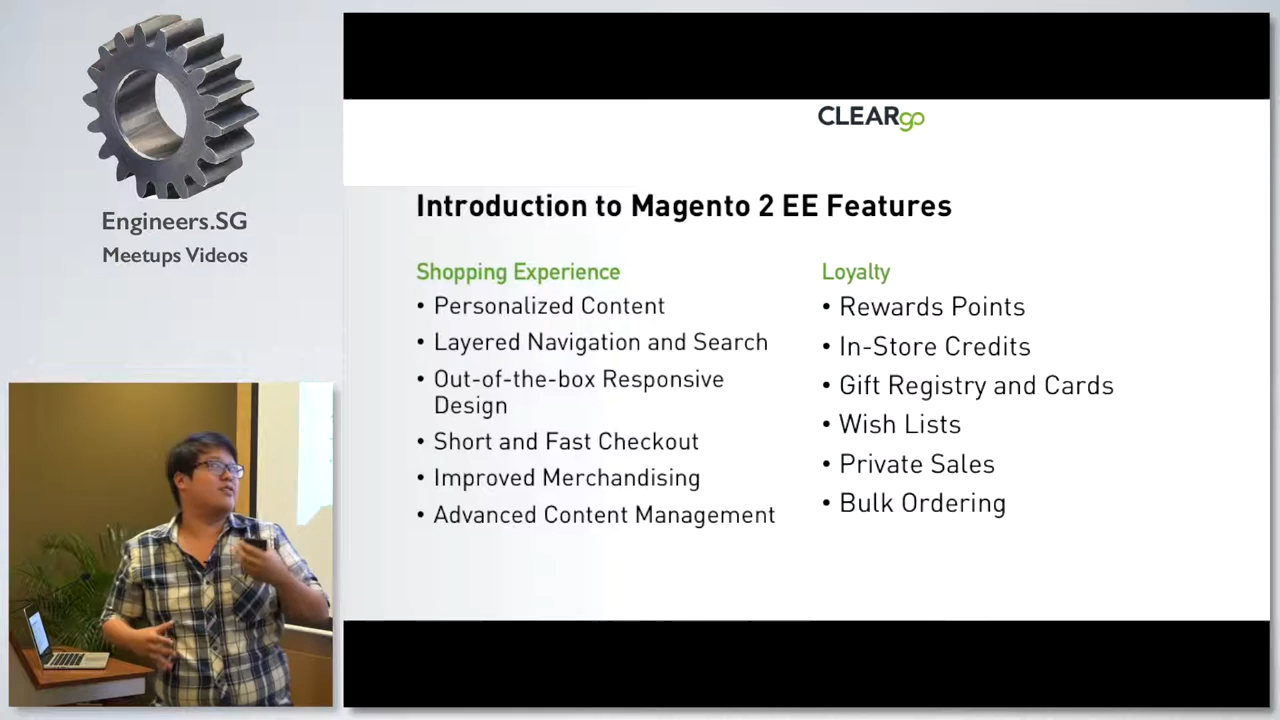 Engineers.SG
Meetups Videos
CLEARgo
Introduction to Magento 2 EE Features
Shopping Experience
• Personalized Content
• Layered Navigation and Search
• Out-of-the-box Responsive
Design
• Short and Fast Checkout
• Improved Merchandising
• Advanced Content Management
Loyalty
• Rewards Points
• In-Store Credits
• Gift Registry and Cards
• Wish Lists
• Private Sales
• Bulk Ordering